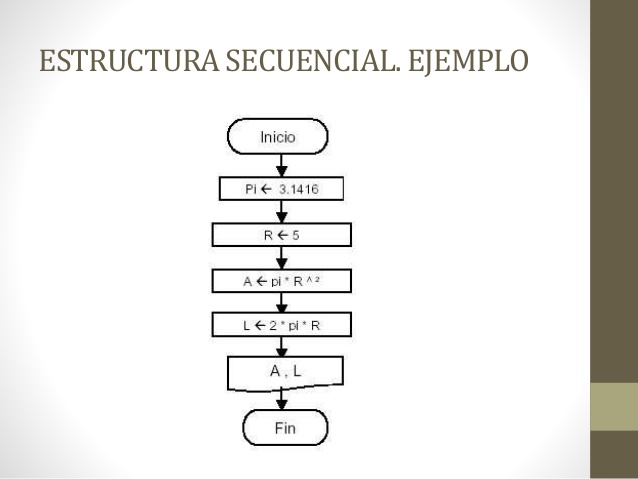 ESTRUCTURA SECUENCIAL. EJEMPLO
Inicio
Pi ← 3.1416
R ← 5
A ← pi * R ^ ²
L ← 2 * pi * R
A , L
Fin